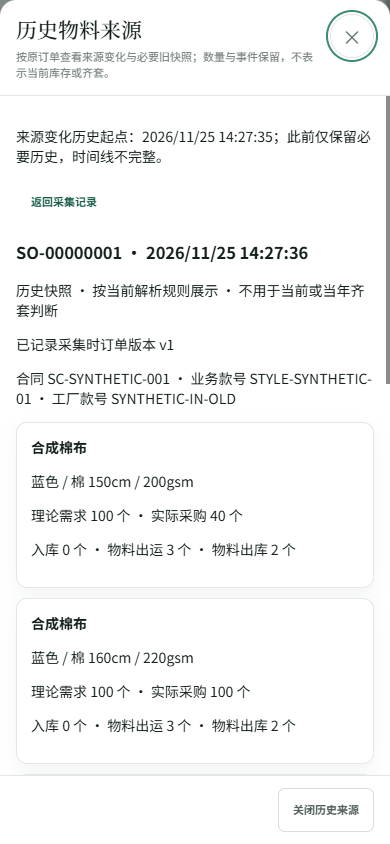 历史物料来源
按原订单查看来源变化与必要旧快照；数量与事件保留，不表
示当前库存或齐套。
来源变化历史起点：2026/11/25 14:27:35；此前仅保留必
要历史，时间线不完整。
返回采集记录
SO-00000001 · 2026/11/25 14:27:36
历史快照 · 按当前解析规则展示 · 不用于当前或当年齐
套判断
已记录采集时订单版本 v1
合同 SC-SYNTHETIC-001 · 业务款号 STYLE-SYNTHETIC-
01 · 工厂款号 SYNTHETIC-IN-OLD
合成棉布
蓝色 / 棉 150cm / 200gsm
理论需求 100 个 · 实际采购 40 个
入库 0 个 · 物料出运 3 个 · 物料出库 2 个
合成棉布
蓝色 / 棉 160cm / 220gsm
理论需求 100 个 · 实际采购 100 个
入库 0 个 · 物料出运 3 个 · 物料出库 2 个
关闭历史来源